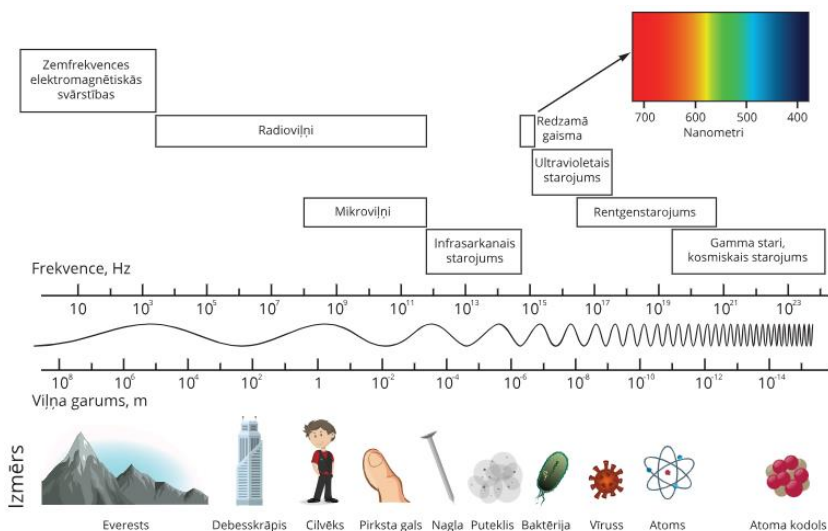 Zemfrekvences
elektromagnētiskās
svārstības
Radioviļņi
Redzamā
gaisma
700 600 500 400
Nanometri
Ultravioletais
starojums
Mikroviļņi
Rentgenstarojums
Infrasarkanais
starojums
Gamma stari,
kosmiskais starojums
Frekvence, Hz
10 10³ 10⁵ 10⁷ 10⁹ 10¹¹ 10¹³ 10¹⁵ 10¹⁷ 10¹⁹ 10²¹ 10²³
10⁸ 10⁶ 10⁴ 10² 1 10⁻² 10⁻⁴ 10⁻⁶ 10⁻⁸ 10⁻¹⁰ 10⁻¹² 10⁻¹⁴
Viļņa garums, m
Izmērs
Everests Debesskrāpis Cilvēks Pirksta gals Nagla Puteklis Baktērija Vīruss Atoms Atoma kodols